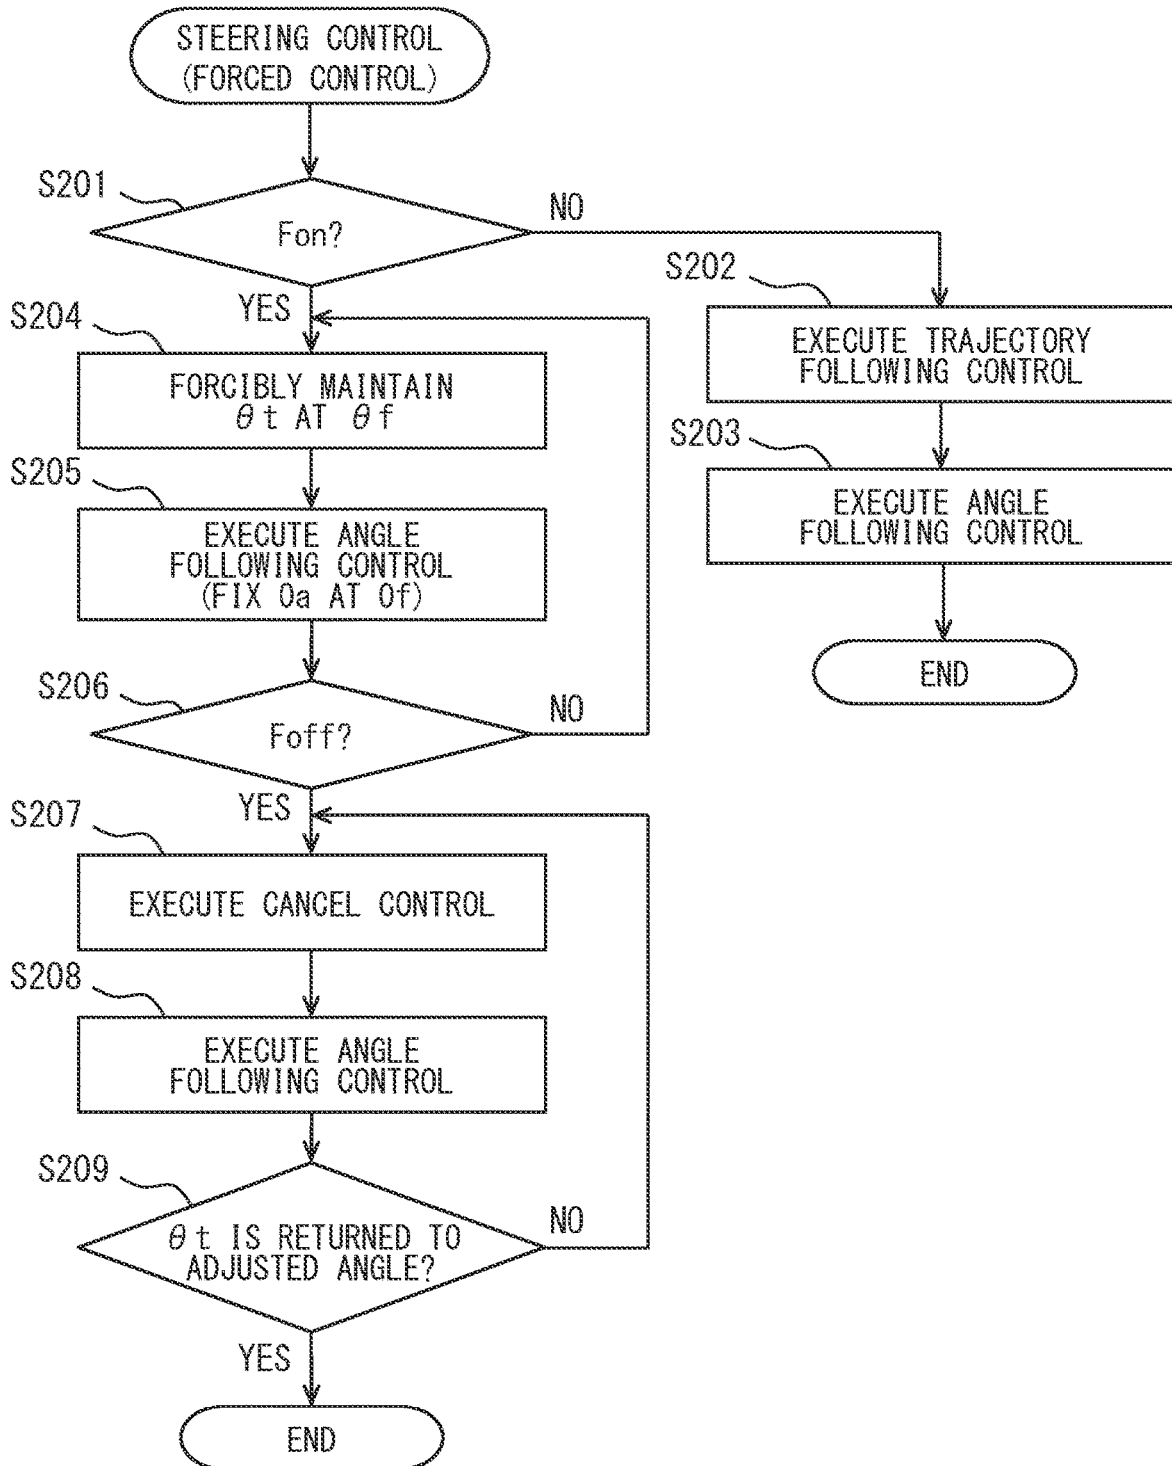 STEERING CONTROL
(FORCED CONTROL)
S201
Fon?
NO
YES
S202
EXECUTE TRAJECTORY
FOLLOWING CONTROL
S203
EXECUTE ANGLE
FOLLOWING CONTROL
END
S204
FORCIBLY MAINTAIN
θt AT θf
S205
EXECUTE ANGLE
FOLLOWING CONTROL
(FIX 0a AT 0f)
S206
Foff?
NO
YES
S207
EXECUTE CANCEL CONTROL
S208
EXECUTE ANGLE
FOLLOWING CONTROL
S209
θt IS RETURNED TO
ADJUSTED ANGLE?
NO
YES
END